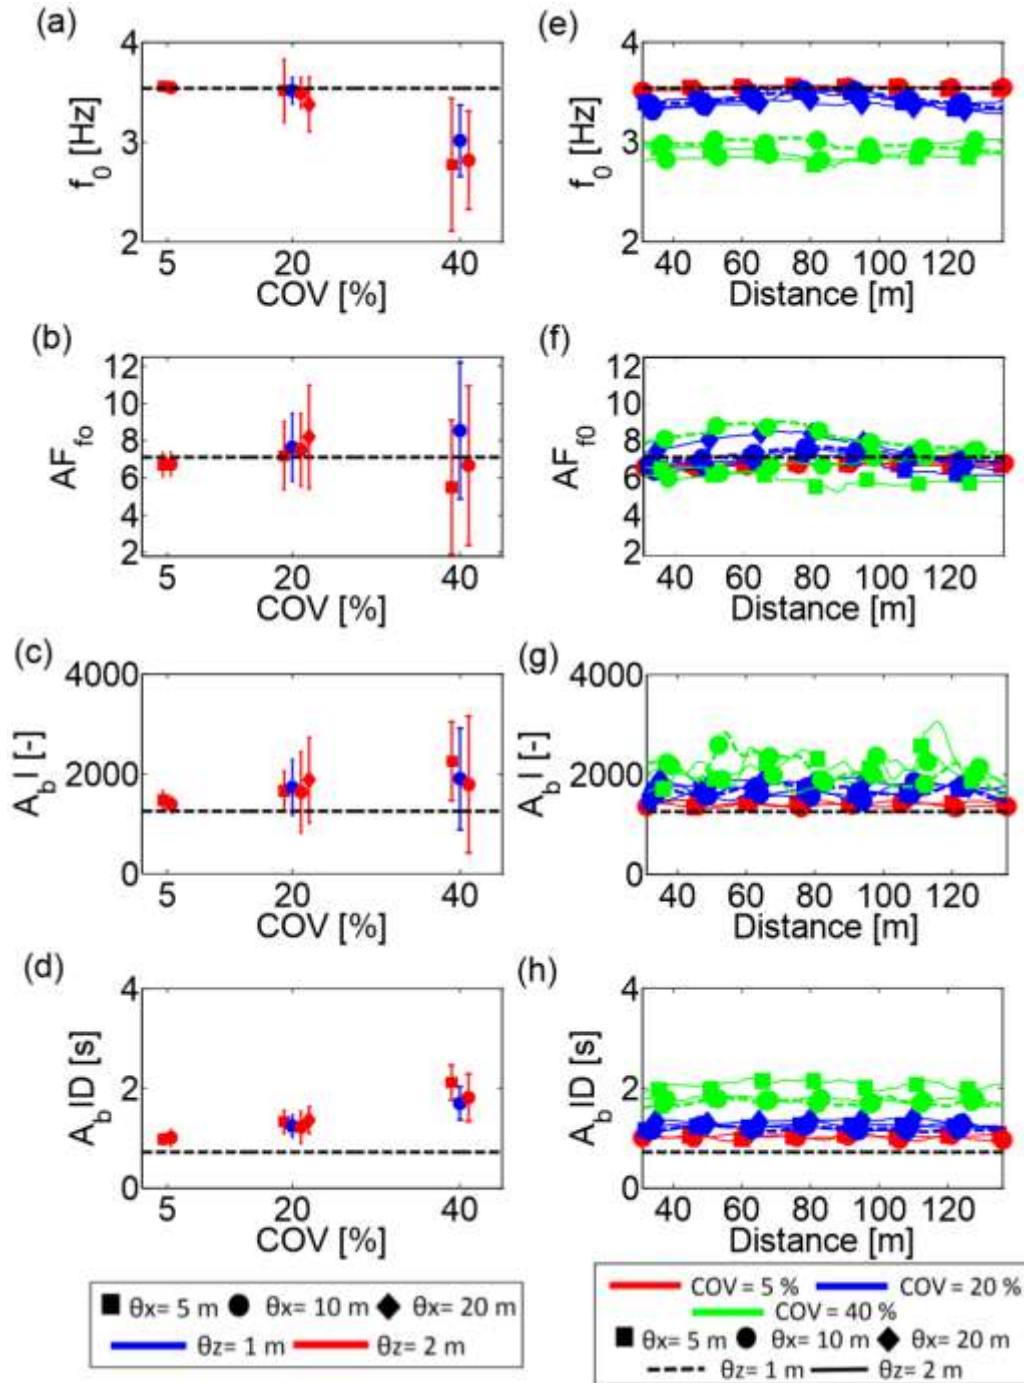 (a)
f0 [Hz]
4
3
2
5 20 40
COV [%]
(e)
f0 [Hz]
4
3
2
40 60 80 100 120
Distance [m]
(b)
AF fo
12
10
8
6
4
2
5 20 40
COV [%]
(f)
AF f0
12
10
8
6
4
2
40 60 80 100 120
Distance [m]
(c)
AbI [-]
4000
2000
0
5 20 40
COV [%]
(g)
AbI [-]
4000
2000
0
40 60 80 100 120
Distance [m]
(d)
AbID [s]
4
2
0
5 20 40
COV [%]
(h)
AbID [s]
4
2
0
40 60 80 100 120
Distance [m]
θx= 5 m θx= 10 m θx= 20 m
θz= 1 m θz= 2 m
COV = 5 % COV = 20 %
COV = 40 %
θx= 5 m θx= 10 m θx= 20 m
θz= 1 m θz= 2 m